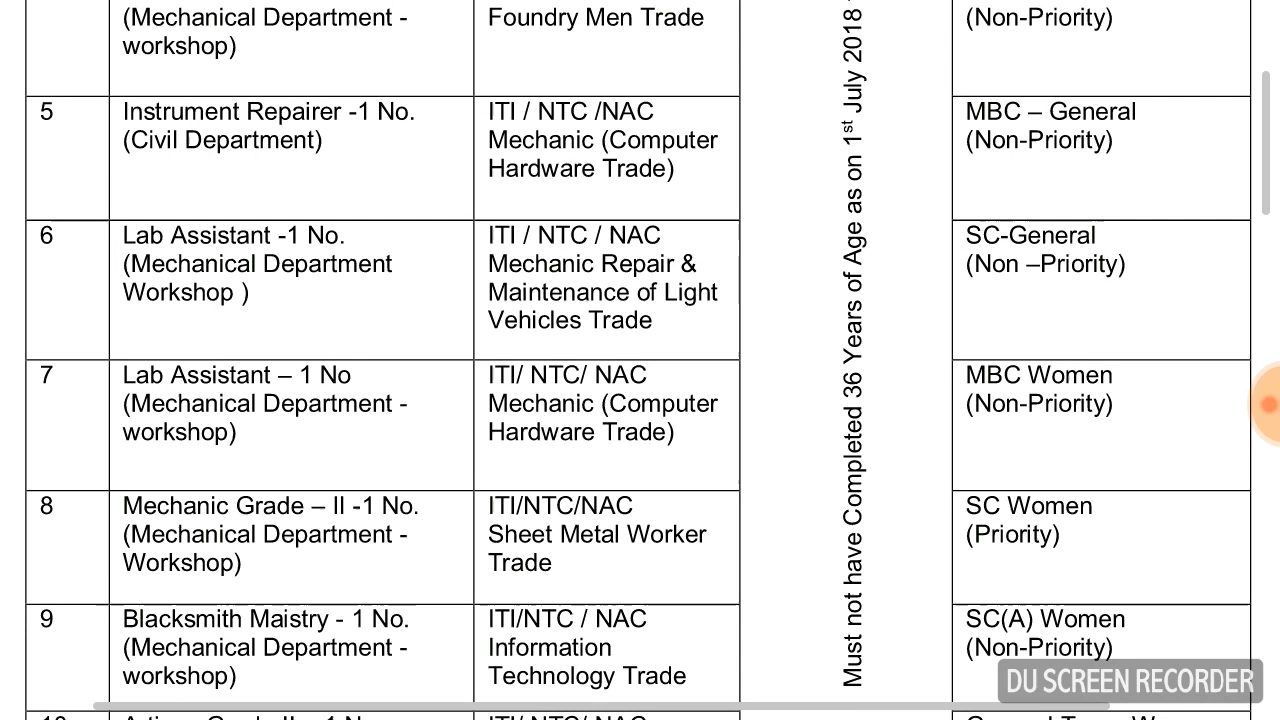 (Mechanical Department -
workshop)
Foundry Men Trade
(Non-Priority)
5
Instrument Repairer -1 No.
(Civil Department)
ITI / NTC /NAC
Mechanic (Computer
Hardware Trade)
MBC – General
(Non-Priority)
6
Lab Assistant -1 No.
(Mechanical Department
Workshop )
ITI / NTC / NAC
Mechanic Repair &
Maintenance of Light
Vehicles Trade
SC-General
(Non –Priority)
7
Lab Assistant – 1 No
(Mechanical Department -
workshop)
ITI/ NTC/ NAC
Mechanic (Computer
Hardware Trade)
MBC Women
(Non-Priority)
8
Mechanic Grade – II -1 No.
(Mechanical Department -
Workshop)
ITI/NTC/NAC
Sheet Metal Worker
Trade
SC Women
(Priority)
9
Blacksmith Maistry - 1 No.
(Mechanical Department -
workshop)
ITI/NTC / NAC
Information
Technology Trade
SC(A) Women
(Non-Priority)
Must not have Completed 36 Years of Age as on 1st July 2018
DU SCREEN RECORDER